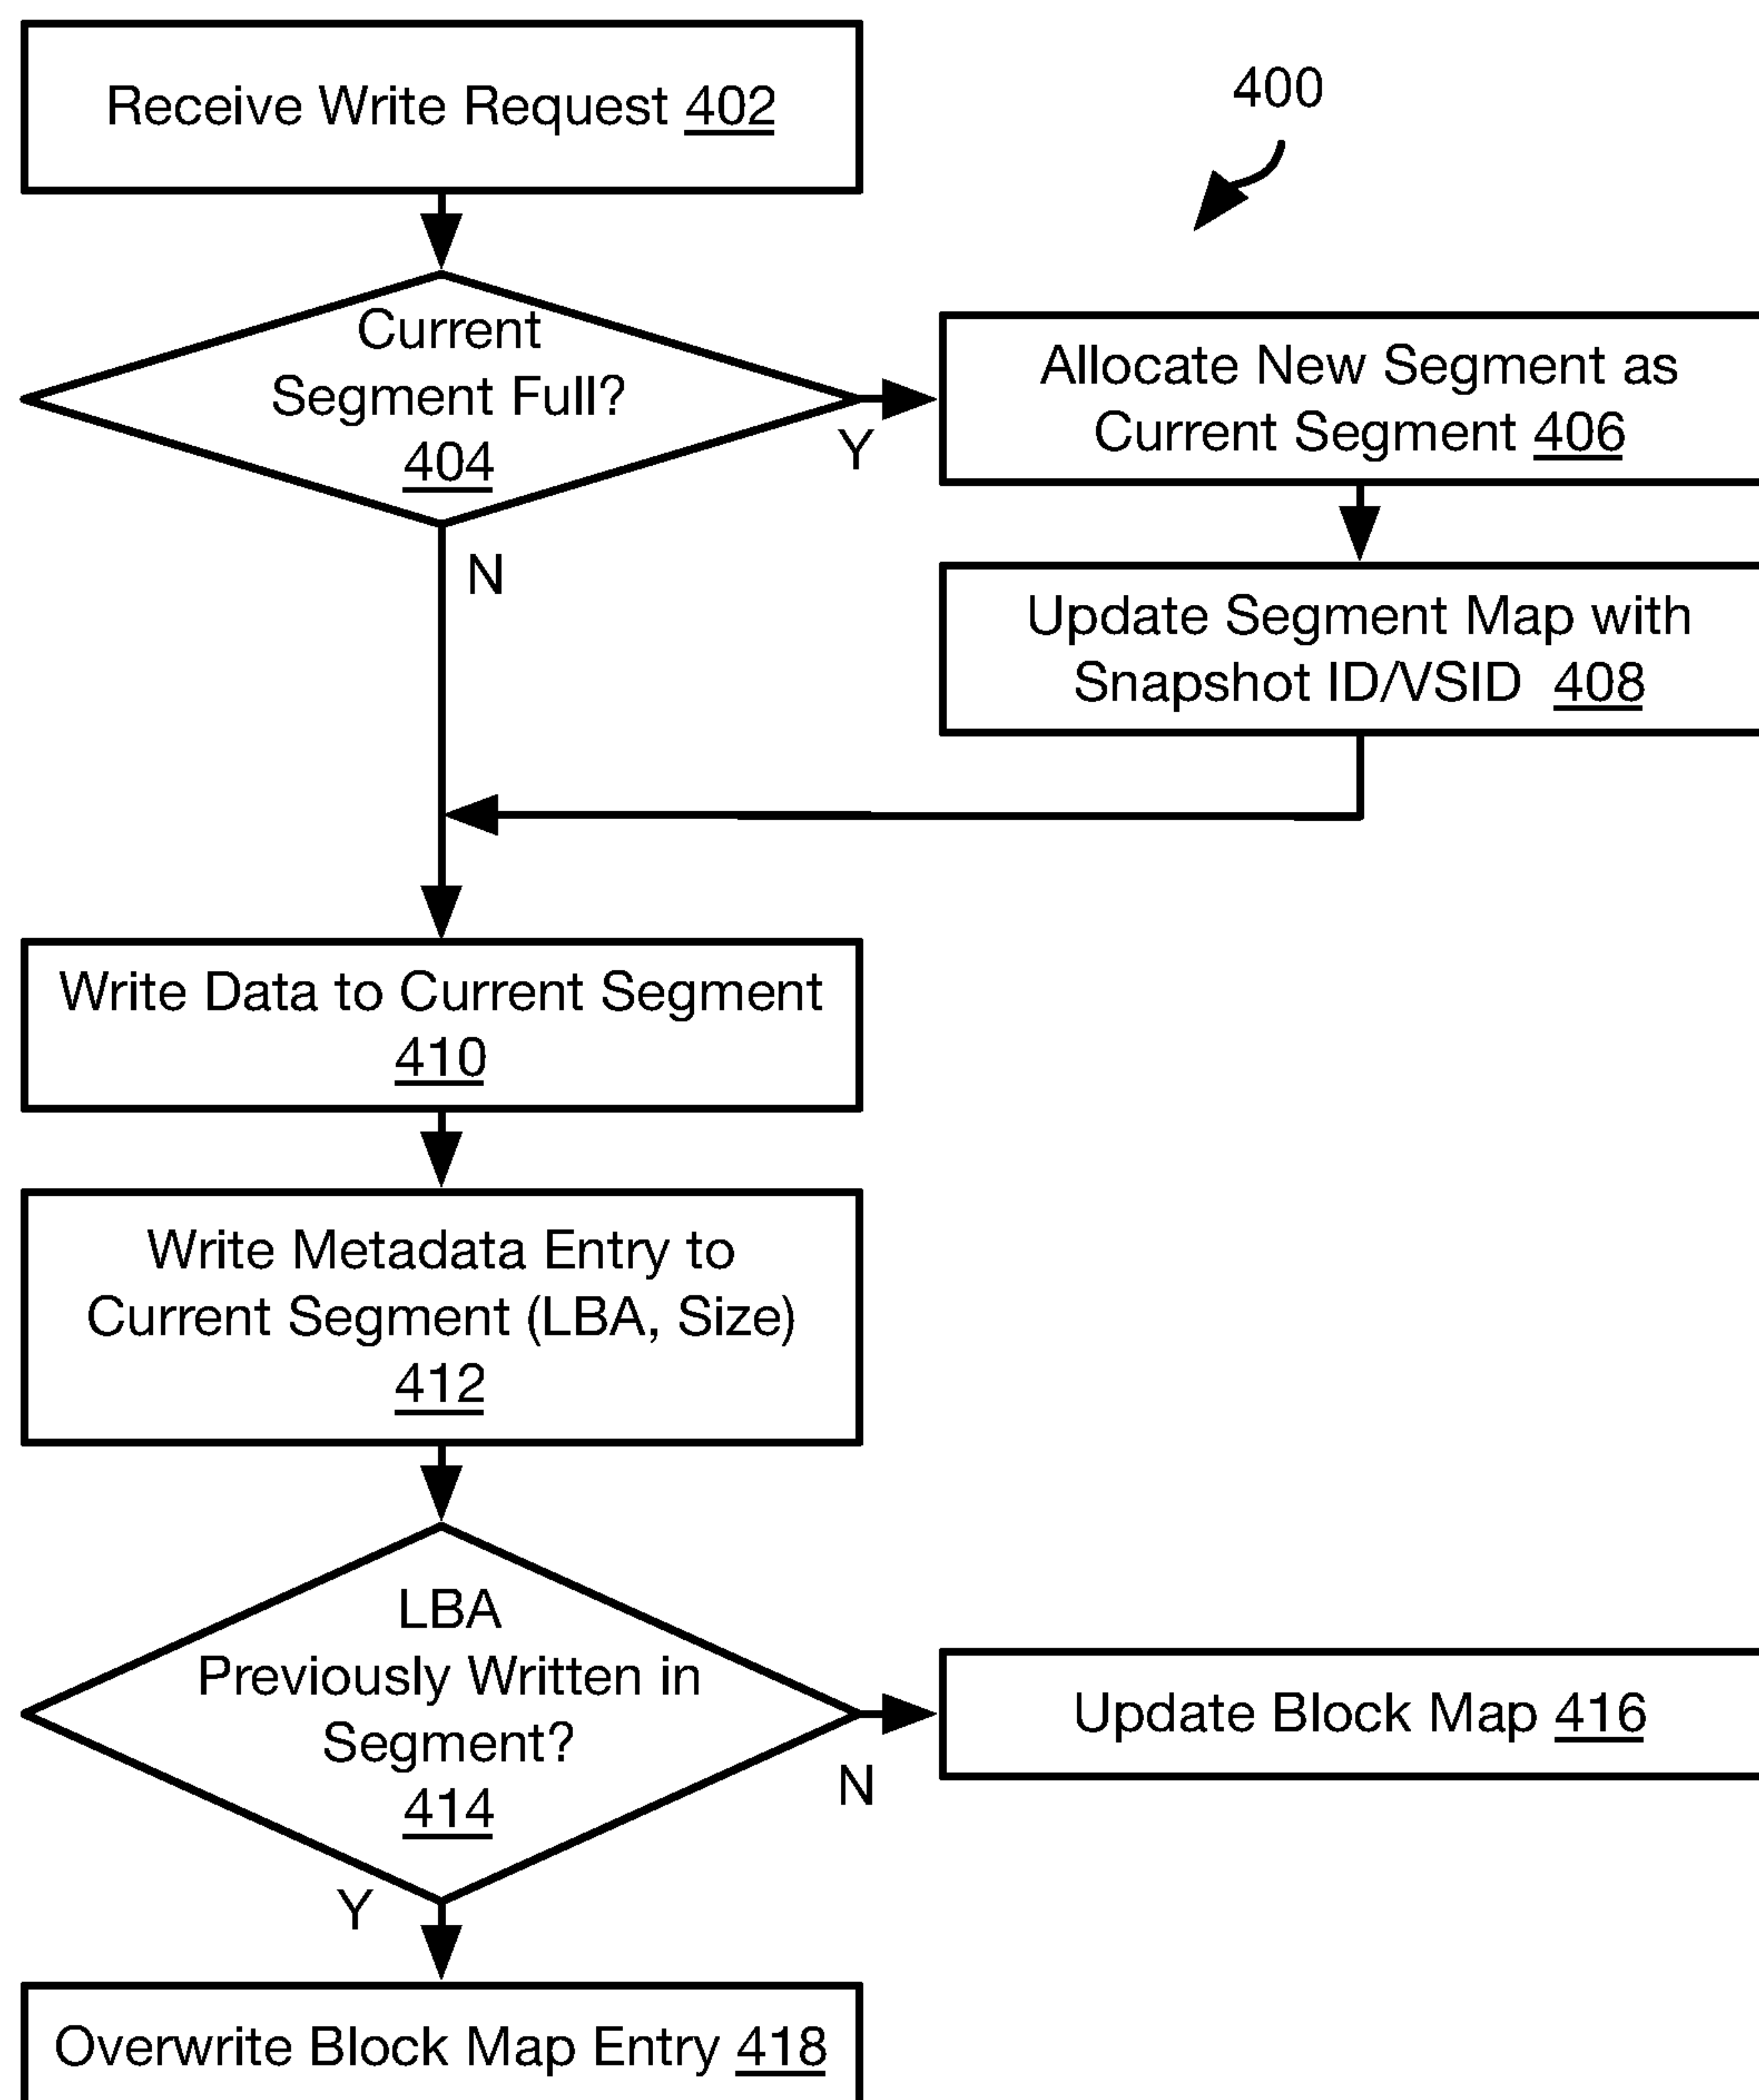 Receive Write Request 402
400
Current
Segment Full?
404
Y
N
Allocate New Segment as
Current Segment 406
Update Segment Map with
Snapshot ID/VSID 408
Write Data to Current Segment
410
Write Metadata Entry to
Current Segment (LBA, Size)
412
LBA
Previously Written in
Segment?
414
N
Y
Update Block Map 416
Overwrite Block Map Entry 418